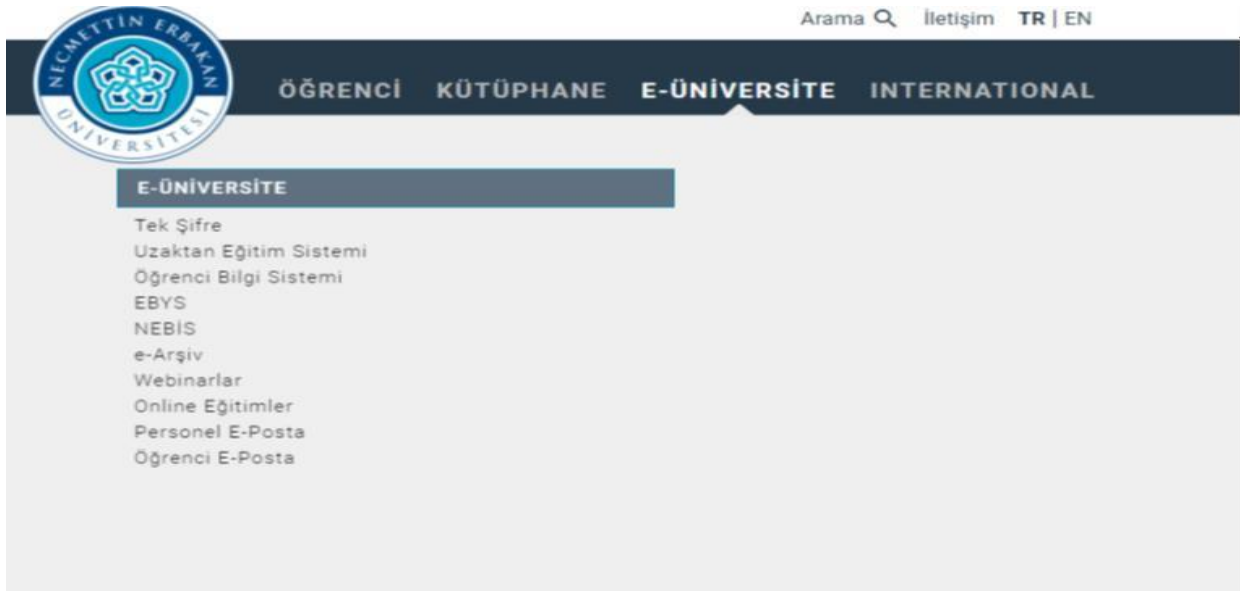 Arama İletişim TR | EN
NECMETTİN ERBAKAN
ÜNİVERSİTESİ
ÖĞRENCİ KÜTÜPHANE E-ÜNİVERSİTE INTERNATIONAL
E-ÜNİVERSİTE
Tek Şifre
Uzaktan Eğitim Sistemi
Öğrenci Bilgi Sistemi
EBYS
NEBİS
e-Arşiv
Webinarlar
Online Eğitimler
Personel E-Posta
Öğrenci E-Posta